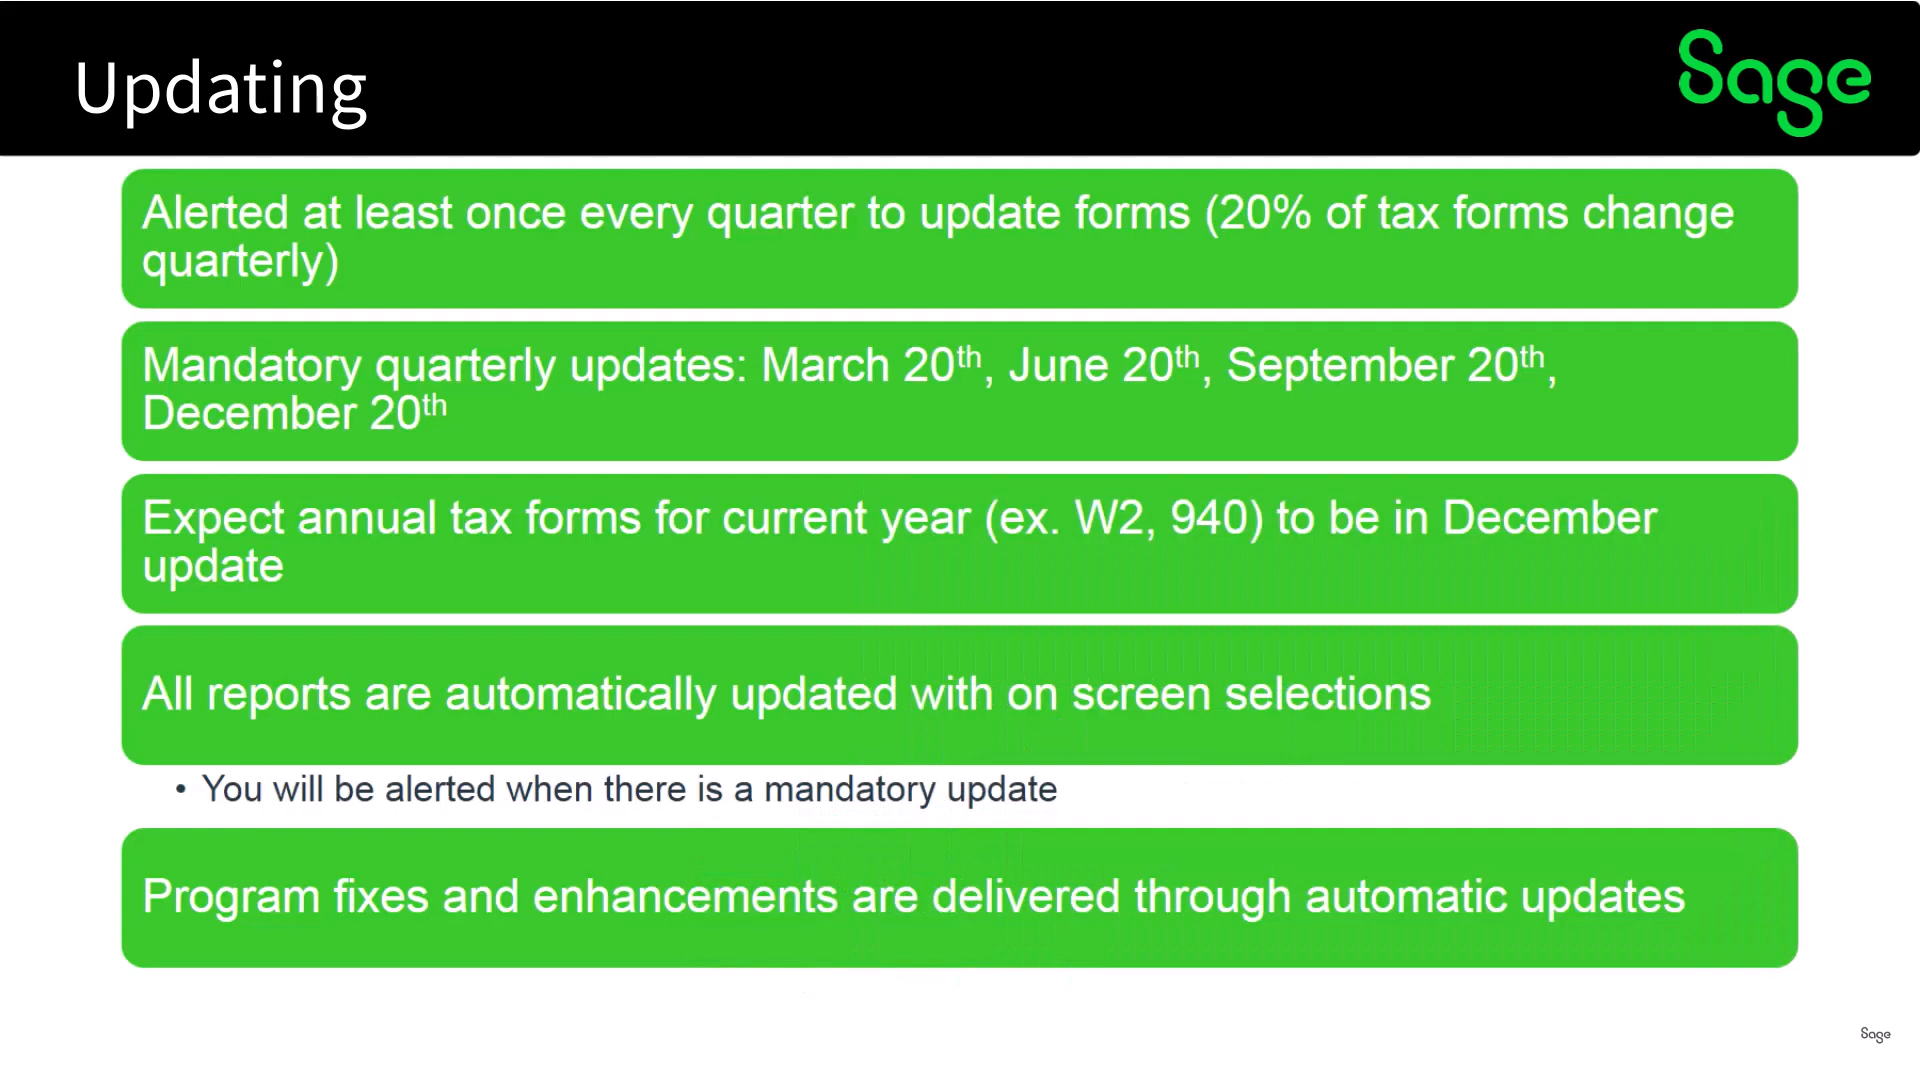 Updating
Sage
Alerted at least once every quarter to update forms (20% of tax forms change
quarterly)
Mandatory quarterly updates: March 20th, June 20th, September 20th,
December 20th
Expect annual tax forms for current year (ex. W2, 940) to be in December
update
All reports are automatically updated with on screen selections
• You will be alerted when there is a mandatory update
Program fixes and enhancements are delivered through automatic updates
Sage